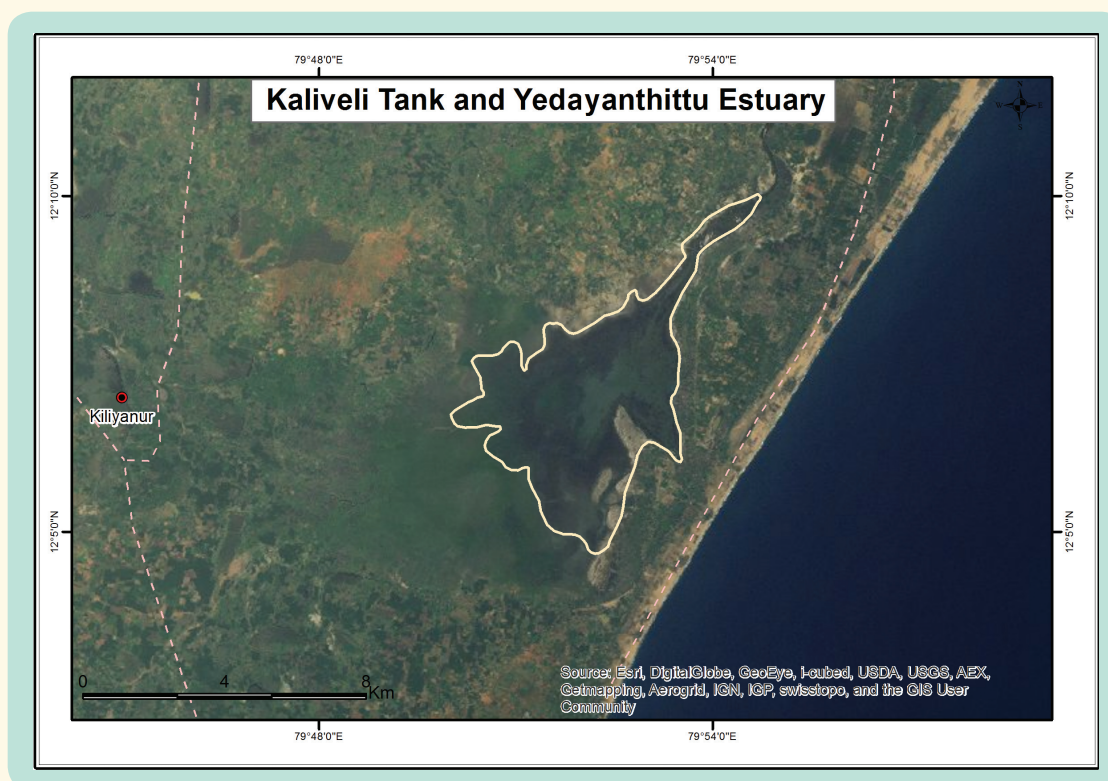 79°48'0"E
79°54'0"E
Kaliveli Tank and Yedayanthittu Estuary
W E
12°10'0"N
12°10'0"N
Kiliyanur
12°5'0"N
12°5'0"N
0 4 8 Km
Source: Esri, DigitalGlobe, GeoEye, i-cubed, USDA, USGS, AEX,
Getmapping, Aerogrid, IGN, IGP, swisstopo, and the GIS User
Community
79°48'0"E
79°54'0"E